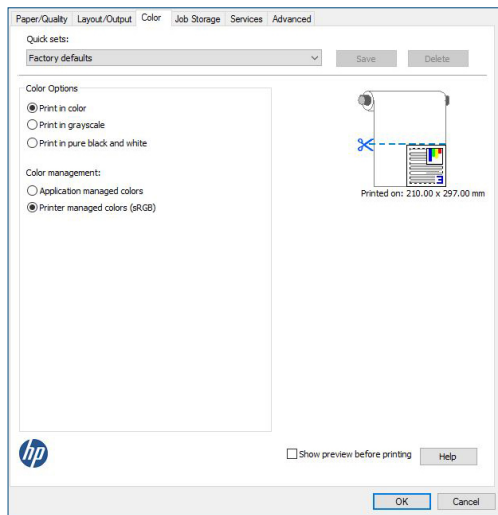 Paper/Quality Layout/Output Color Job Storage Services Advanced
Quick sets:
Factory defaults Save Delete
Color Options
Print in color
Print in grayscale
Print in pure black and white
Color management:
Application managed colors
Printer managed colors (sRGB)
3
Printed on: 210.00 x 297.00 mm
hp
Show preview before printing Help
OK Cancel